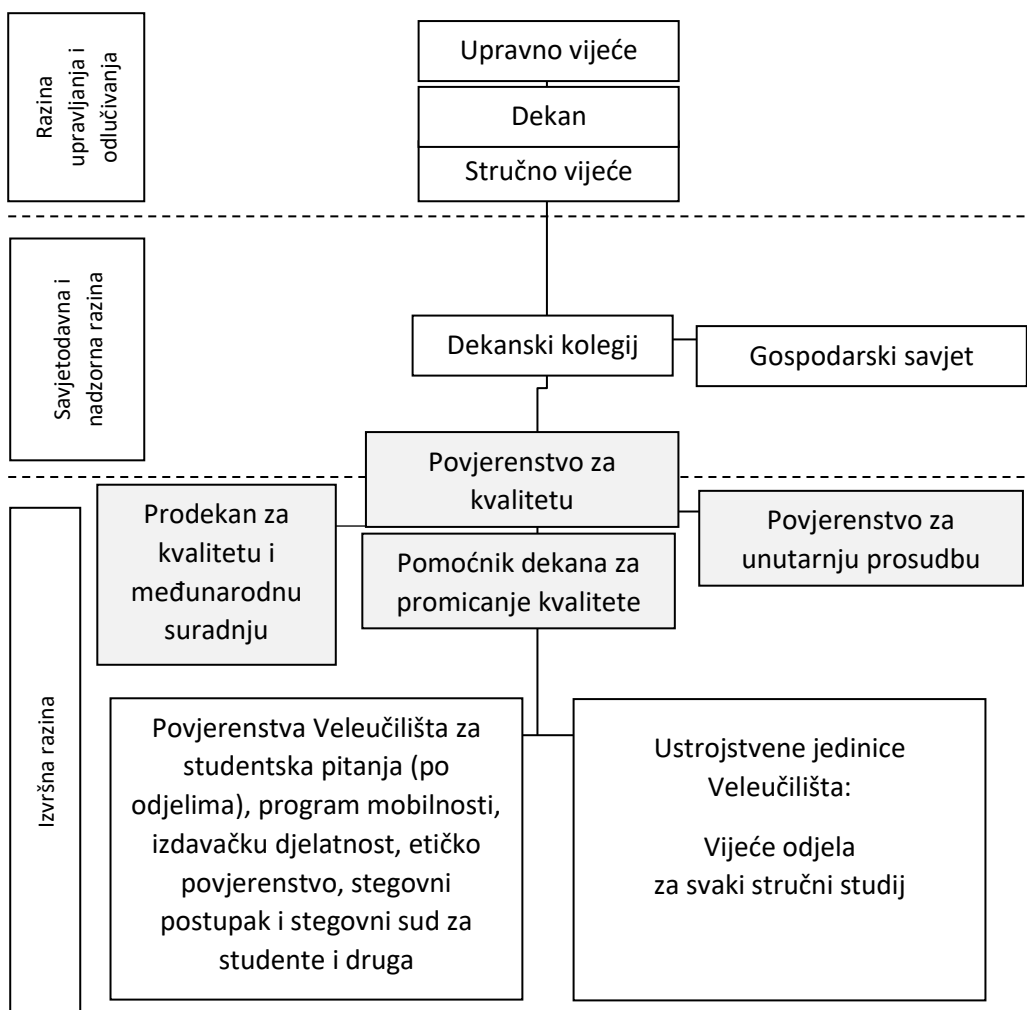 Razina
upravljanja i
odlučivanja
Upravno vijeće
Dekan
Stručno vijeće
Savjetodavna i
nadzorna razina
Dekanski kolegij
Gospodarski savjet
Povjerenstvo za
kvalitetu
Prodekan za
kvalitetu i
međunarodnu
suradnju
Pomoćnik dekana za
promicanje kvalitete
Povjerenstvo za
unutarnju prosudbu
Izvršna razina
Povjerenstva Veleučilišta za
studentska pitanja (po
odjelima), program mobilnosti,
izdavačku djelatnost, etičko
povjerenstvo, stegovni
postupak i stegovni sud za
studente i druga
Ustrojstvene jedinice
Veleučilišta:
Vijeće odjela
za svaki stručni studij